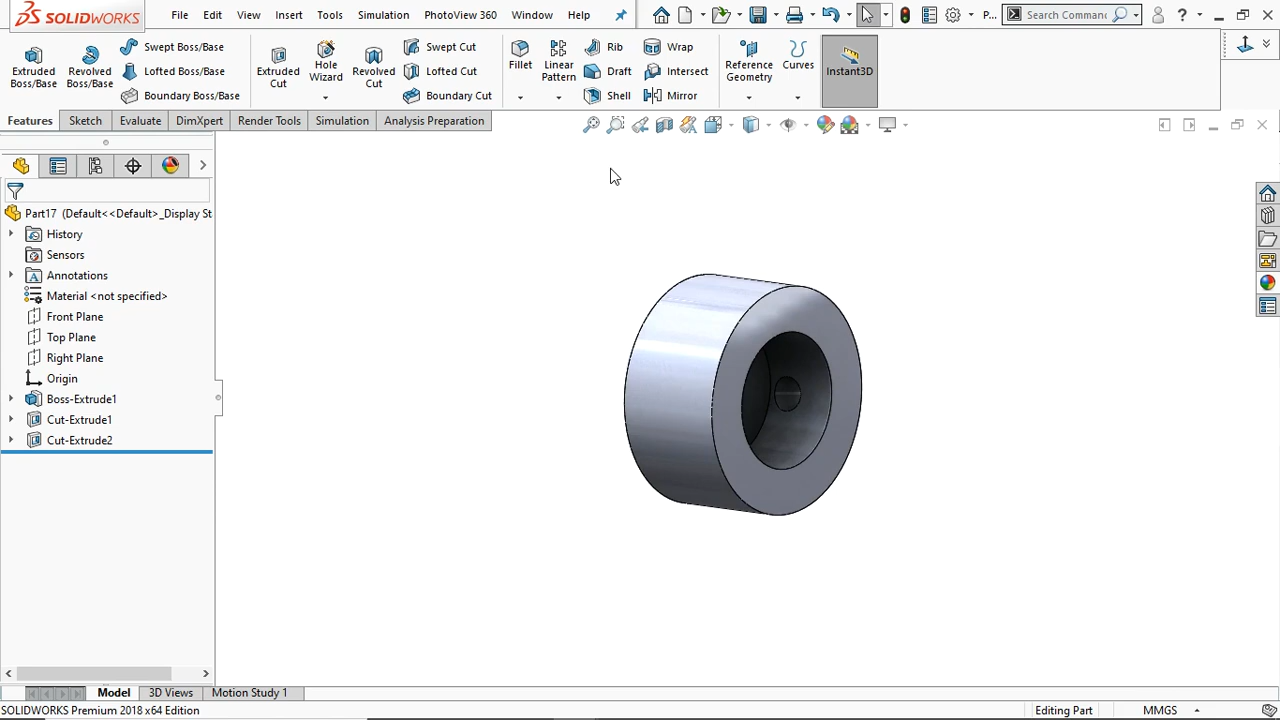 SOLIDWORKS File Edit View Insert Tools Simulation PhotoView 360 Window Help P... Search Commands ?
Extruded Boss/Base
Revolved Boss/Base
Swept Boss/Base
Lofted Boss/Base
Boundary Boss/Base
Extruded Cut
Hole Wizard
Revolved Cut
Swept Cut
Lofted Cut
Boundary Cut
Fillet
Linear Pattern
Rib
Draft
Shell
Wrap
Intersect
Mirror
Reference Geometry
Curves
Instant3D
Features Sketch Evaluate DimXpert Render Tools Simulation Analysis Preparation
Part17 (Default<<Default>_Display St
History
Sensors
Annotations
Material <not specified>
Front Plane
Top Plane
Right Plane
Origin
Boss-Extrude1
Cut-Extrude1
Cut-Extrude2
Model 3D Views Motion Study 1
SOLIDWORKS Premium 2018 x64 Edition Editing Part MMGS